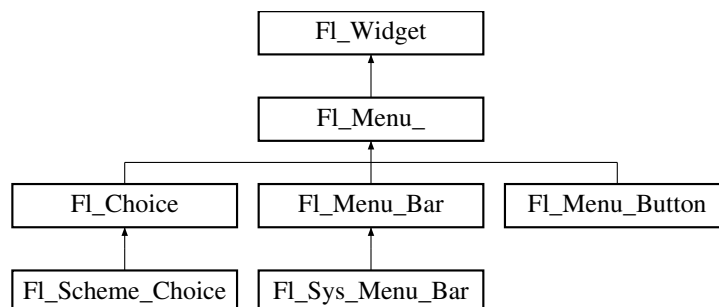 Fl_Widget
Fl_Menu_
Fl_Choice
Fl_Menu_Bar
Fl_Menu_Button
Fl_Scheme_Choice
Fl_Sys_Menu_Bar